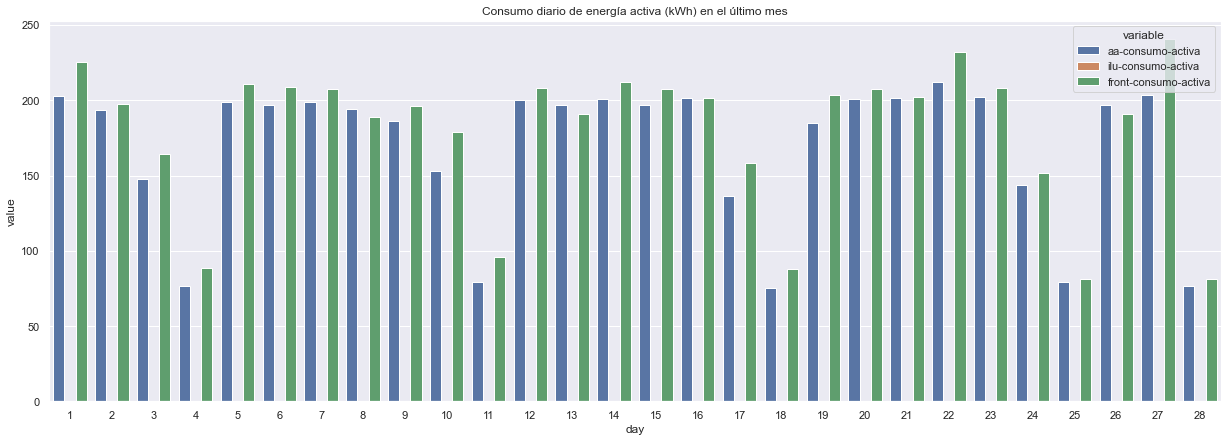 Consumo diario de energía activa (kWh) en el último mes
variable
aa-consumo-activa
ilu-consumo-activa
front-consumo-activa
250
200
150
100
50
0
value
1 2 3 4 5 6 7 8 9 10 11 12 13 14 15 16 17 18 19 20 21 22 23 24 25 26 27 28
day